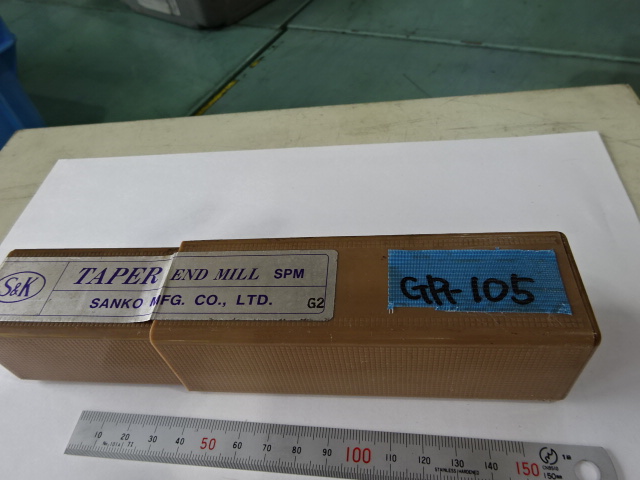 S&K
TAPER END MILL SPM
SANKO MFG. CO., LTD. G2
GR-105
10 20 30 40 50 60 70 80 90 100 110 120 130 140 150
150mm